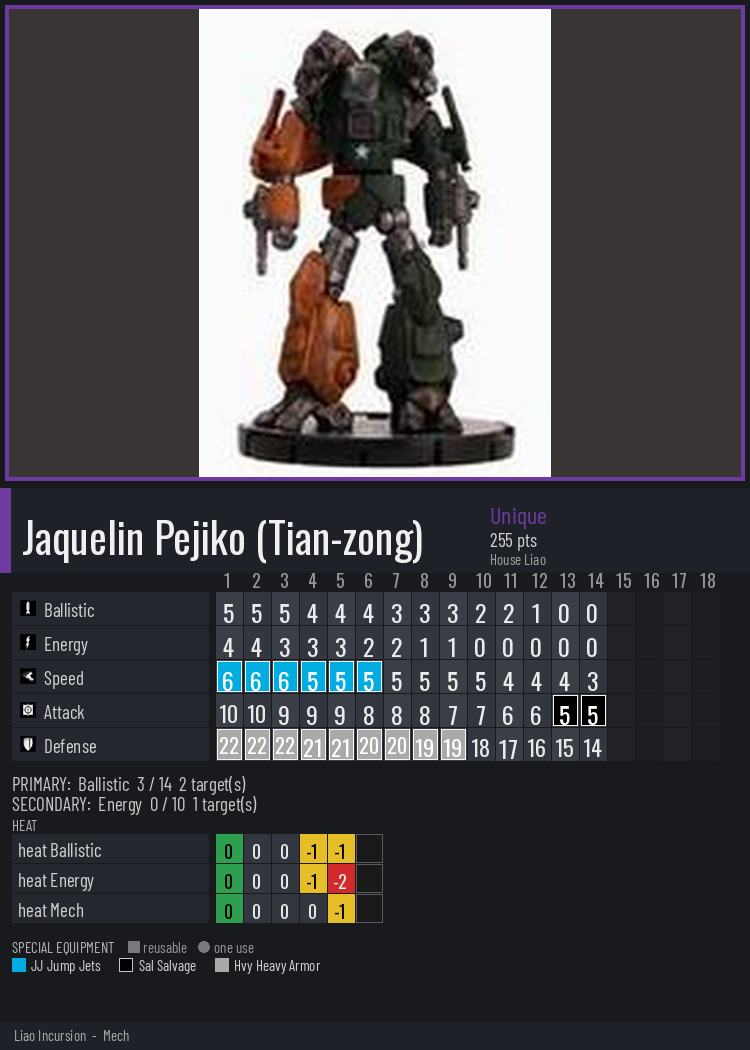 Jaquelin Pejiko (Tian-zong)
Unique
255 pts
House Liao
1 2 3 4 5 6 7 8 9 10 11 12 13 14 15 16 17 18
Ballistic 5 5 5 4 4 4 3 3 3 2 2 1 0 0
Energy 4 4 3 3 3 2 2 1 1 0 0 0 0 0
Speed 6 6 6 5 5 5 5 5 5 5 4 4 4 3
Attack 10 10 9 9 9 8 8 8 7 7 6 6 5 5
Defense 22 22 22 21 21 20 20 19 19 18 17 16 15 14
PRIMARY: Ballistic 3 / 14 2 target(s)
SECONDARY: Energy 0 / 10 1 target(s)
HEAT
heat Ballistic 0 0 0 -1 -1
heat Energy 0 0 0 -1 -2
heat Mech 0 0 0 0 -1
SPECIAL EQUIPMENT reusable one use
JJ Jump Jets Sal Salvage Hvy Heavy Armor
Liao Incursion - Mech